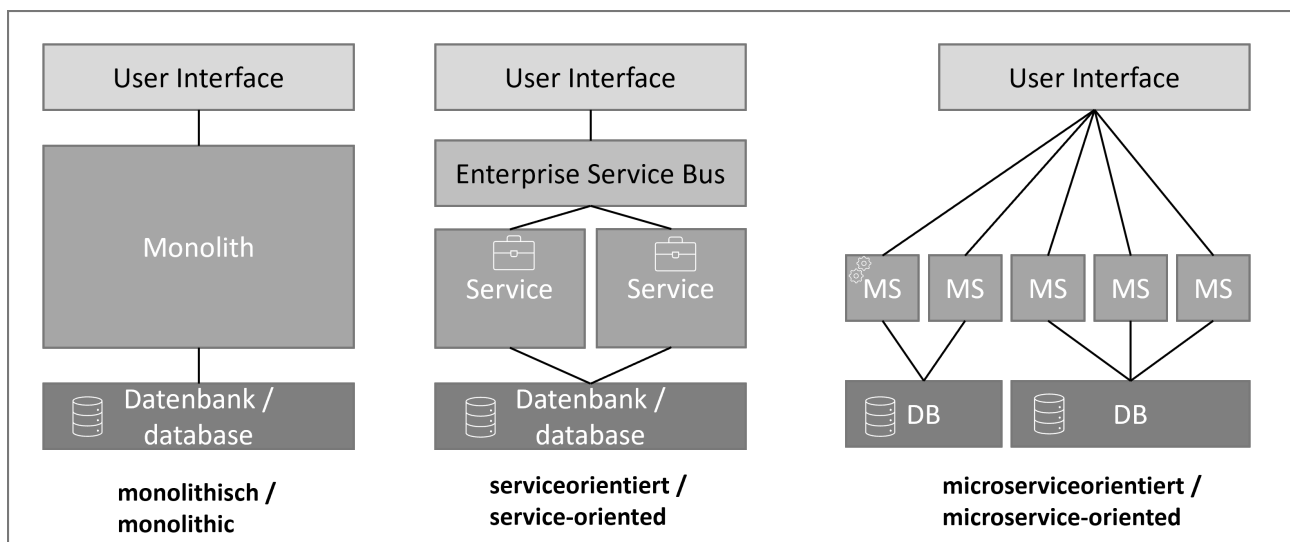 User Interface
Monolith
Datenbank /
database
monolithisch /
monolithic
User Interface
Enterprise Service Bus
Service
Service
Datenbank /
database
serviceorientiert /
service-oriented
User Interface
MS
MS
MS
MS
MS
DB
DB
microserviceorientiert /
microservice-oriented